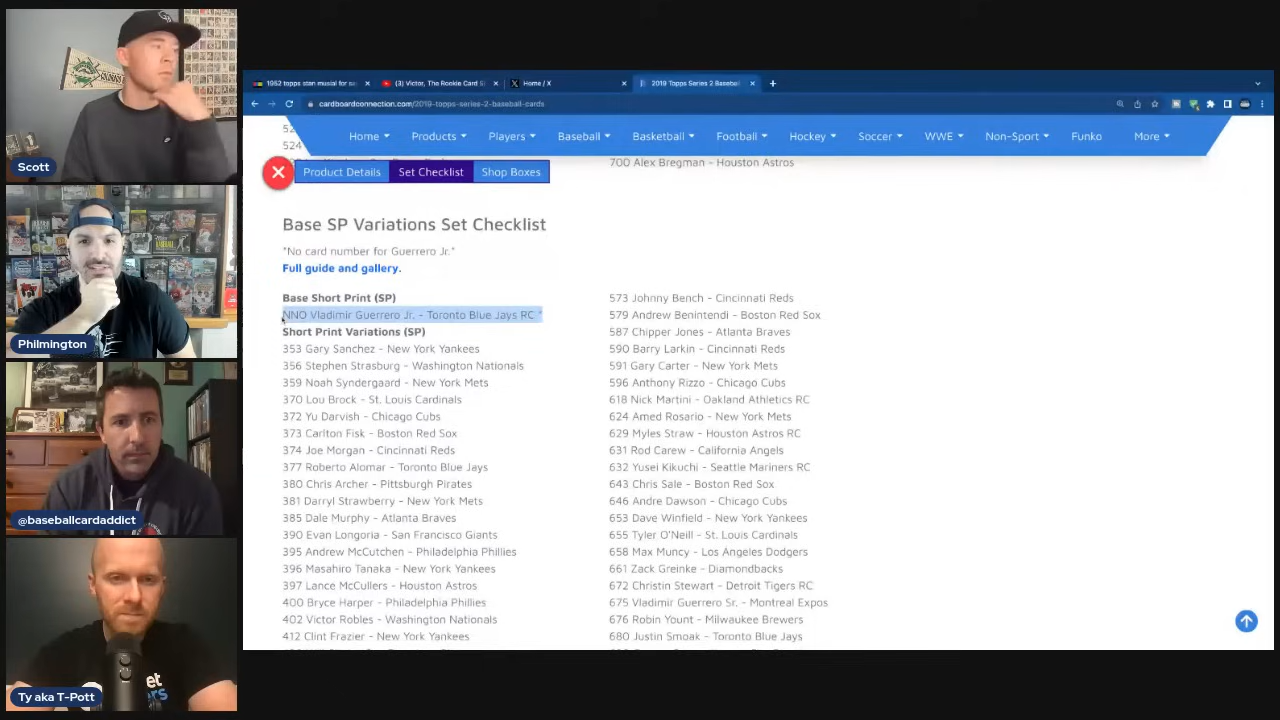 Scott
Philmington
@baseballcardaddict
Ty aka T-Pott
1952 topps stan musial for sa
(3) Victor, The Rookie Card S
Home / X
2019 Topps Series 2 Baseba
cardboardconnection.com/2019-topps-series-2-baseball-cards
Home
Products
Players
Baseball
Basketball
Football
Hockey
Soccer
WWE
Non-Sport
Funko
More
524
700 Alex Bregman - Houston Astros
Product Details
Set Checklist
Shop Boxes
Base SP Variations Set Checklist
*No card number for Guerrero Jr.*
Full guide and gallery.
Base Short Print (SP)
NNO Vladimir Guerrero Jr. - Toronto Blue Jays RC *
Short Print Variations (SP)
353 Gary Sanchez - New York Yankees
356 Stephen Strasburg - Washington Nationals
359 Noah Syndergaard - New York Mets
370 Lou Brock - St. Louis Cardinals
372 Yu Darvish - Chicago Cubs
373 Carlton Fisk - Boston Red Sox
374 Joe Morgan - Cincinnati Reds
377 Roberto Alomar - Toronto Blue Jays
380 Chris Archer - Pittsburgh Pirates
381 Darryl Strawberry - New York Mets
385 Dale Murphy - Atlanta Braves
390 Evan Longoria - San Francisco Giants
395 Andrew McCutchen - Philadelphia Phillies
396 Masahiro Tanaka - New York Yankees
397 Lance McCullers - Houston Astros
400 Bryce Harper - Philadelphia Phillies
402 Victor Robles - Washington Nationals
412 Clint Frazier - New York Yankees
573 Johnny Bench - Cincinnati Reds
579 Andrew Benintendi - Boston Red Sox
587 Chipper Jones - Atlanta Braves
590 Barry Larkin - Cincinnati Reds
591 Gary Carter - New York Mets
596 Anthony Rizzo - Chicago Cubs
618 Nick Martini - Oakland Athletics RC
624 Amed Rosario - New York Mets
629 Myles Straw - Houston Astros RC
631 Rod Carew - California Angels
632 Yusei Kikuchi - Seattle Mariners RC
643 Chris Sale - Boston Red Sox
646 Andre Dawson - Chicago Cubs
653 Dave Winfield - New York Yankees
655 Tyler O'Neill - St. Louis Cardinals
658 Max Muncy - Los Angeles Dodgers
661 Zack Greinke - Diamondbacks
672 Christin Stewart - Detroit Tigers RC
675 Vladimir Guerrero Sr. - Montreal Expos
676 Robin Yount - Milwaukee Brewers
680 Justin Smoak - Toronto Blue Jays